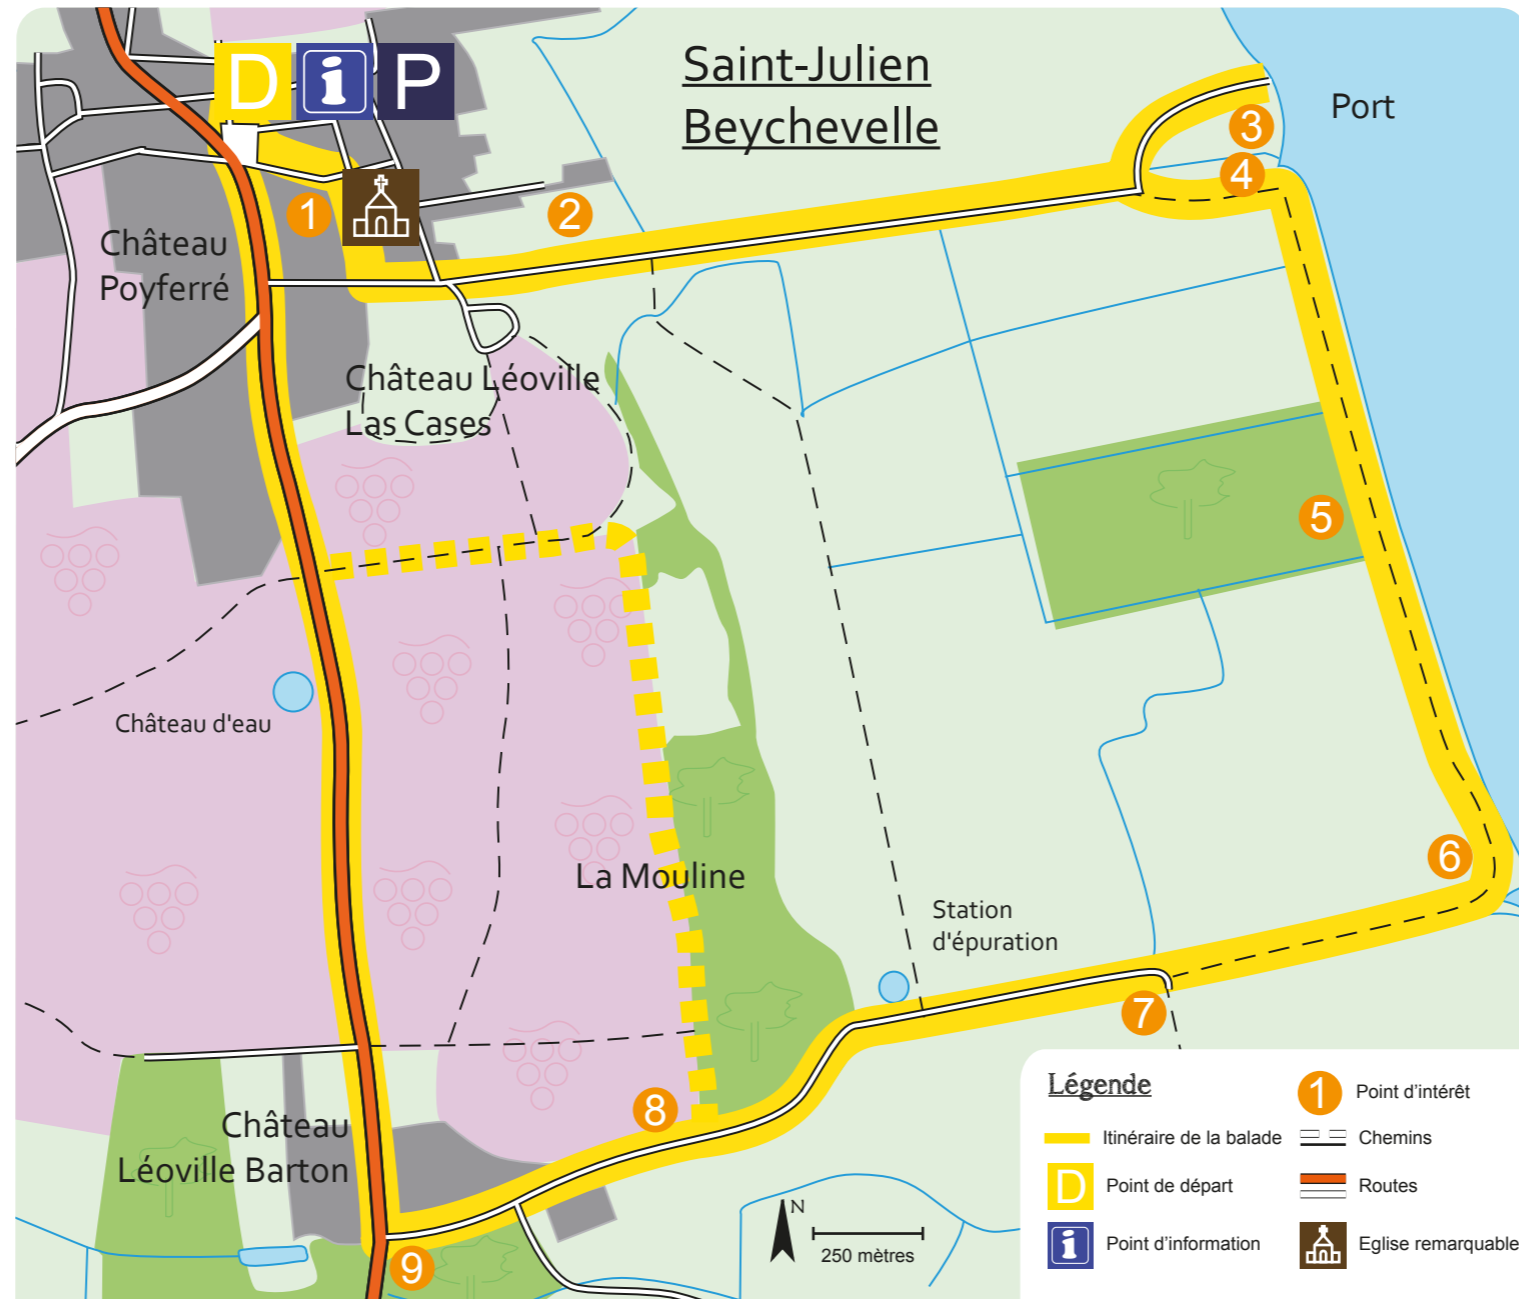 D i P
Saint-Julien
Beychevelle
Port
3
4
1
2
Château
Poyferré
Château Léoville
Las Cases
5
Château d'eau
La Mouline
6
Station
d'épuration
7
8
Château
Léoville Barton
9
N
250 mètres
Légende
1 Point d'intérêt
Itinéraire de la balade
Chemins
D Point de départ
Routes
i Point d'information
Eglise remarquable